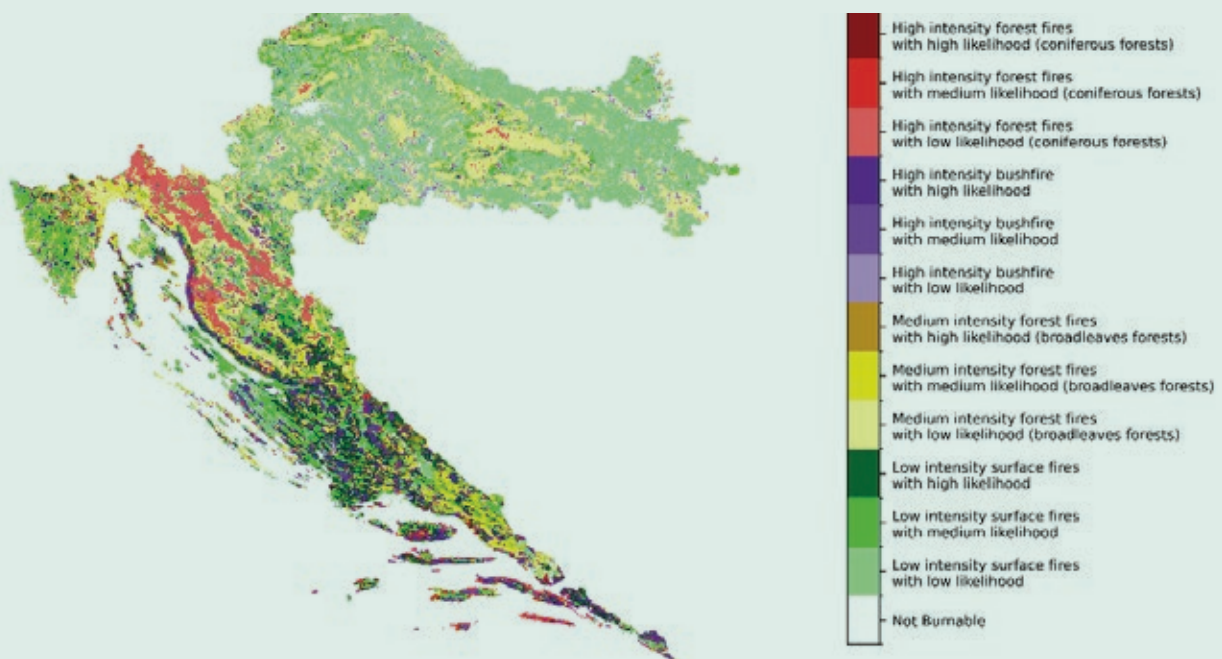 High intensity forest fires
with high likelihood (coniferous forests)
High intensity forest fires
with medium likelihood (coniferous forests)
High intensity forest fires
with low likelihood (coniferous forests)
High intensity bushfire
with high likelihood
High intensity bushfire
with medium likelihood
High intensity bushfire
with low likelihood
Medium intensity forest fires
with high likelihood (broadleaves forests)
Medium intensity forest fires
with medium likelihood (broadleaves forests)
Medium intensity forest fires
with low likelihood (broadleaves forests)
Low intensity surface fires
with high likelihood
Low intensity surface fires
with medium likelihood
Low intensity surface fires
with low likelihood
Not Burnable